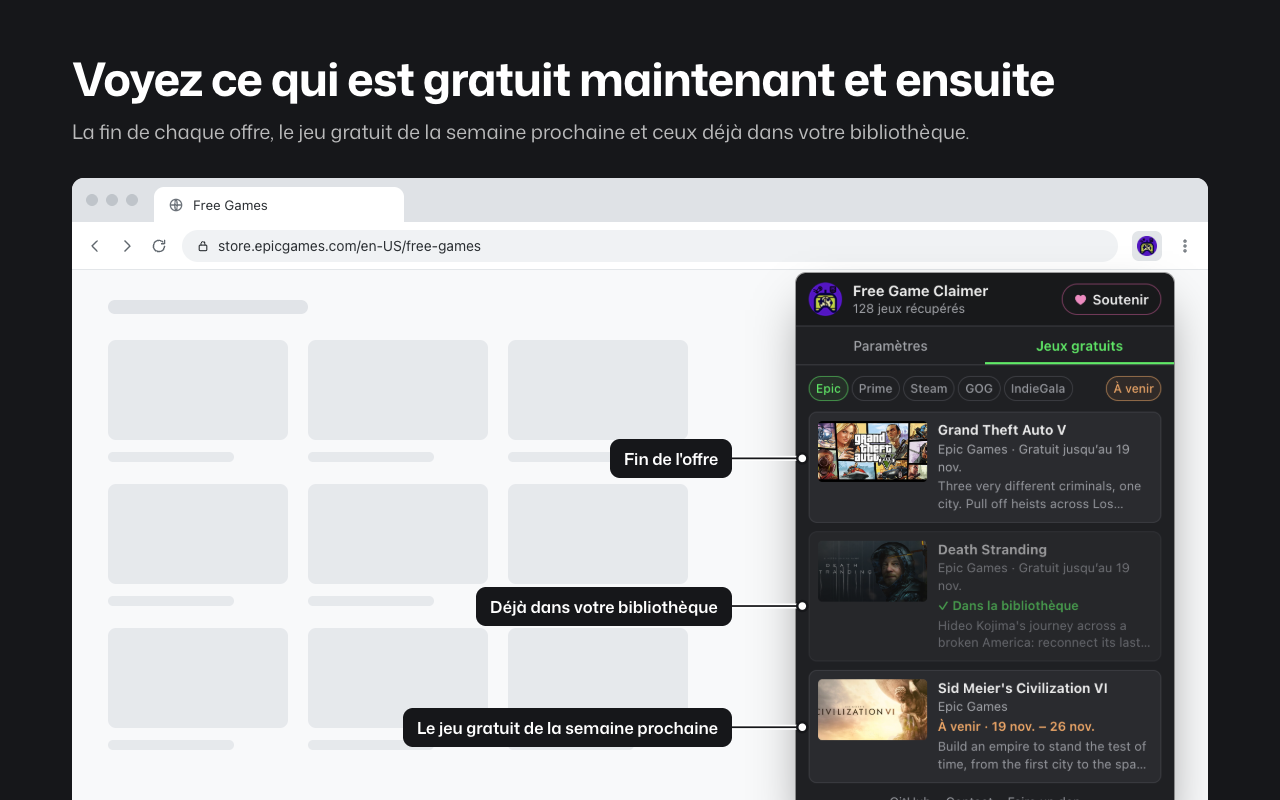 Voyez ce qui est gratuit maintenant et ensuite
La fin de chaque offre, le jeu gratuit de la semaine prochaine et ceux déjà dans votre bibliothèque.
Free Games
store.epicgames.com/en-US/free-games
Free Game Claimer
128 jeux récupérés
Soutenir
Paramètres
Jeux gratuits
Epic
Prime
Steam
GOG
IndieGala
À venir
Fin de l'offre
grand
theft
auto
Grand Theft Auto V
Epic Games · Gratuit jusqu'au 19
nov.
Three very different criminals, one
city. Pull off heists across Los…
Déjà dans votre bibliothèque
DEATH
STRANDING
Death Stranding
Epic Games · Gratuit jusqu'au 19
nov.
✓ Dans la bibliothèque
Hideo Kojima's journey across a
broken America: reconnect its last…
Le jeu gratuit de la semaine prochaine
CIVILIZATION VI
Sid Meier's Civilization VI
Epic Games
À venir · 19 nov. – 26 nov.
Build an empire to stand the test of
time, from the first city to the spa…